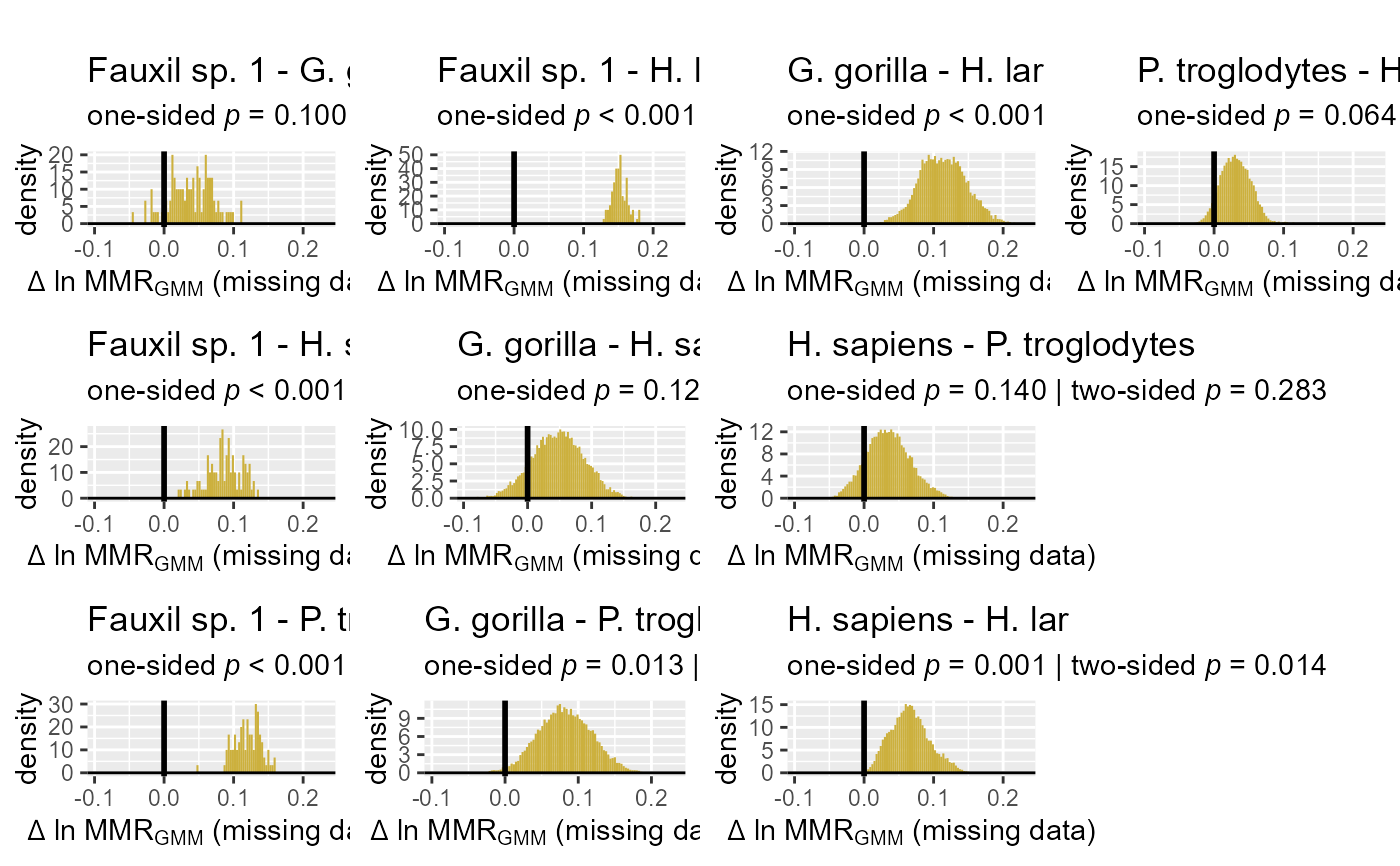 Fauxil sp. 1 - G.
one-sided p = 0.100
density
20
15
10
5
0
-0.1 0.0 0.1 0.2
Δ ln MMRGMM (missing da
Fauxil sp. 1 - H. l
one-sided p < 0.001
density
50
40
30
20
10
0
-0.1 0.0 0.1 0.2
Δ ln MMRGMM (missing da
G. gorilla - H. lar
one-sided p < 0.001
density
12
9
6
3
0
-0.1 0.0 0.1 0.2
Δ ln MMRGMM (missing da
P. troglodytes - H
one-sided p = 0.064
density
15
10
5
0
-0.1 0.0 0.1 0.2
Δ ln MMRGMM (missing da
Fauxil sp. 1 - H. s
one-sided p < 0.001
density
20
10
0
-0.1 0.0 0.1 0.2
Δ ln MMRGMM (missing da
G. gorilla - H. sa
one-sided p = 0.12
density
10.0
7.5
5.0
2.5
0.0
-0.1 0.0 0.1 0.2
Δ ln MMRGMM (missing d
H. sapiens - P. troglodytes
one-sided p = 0.140 | two-sided p = 0.283
density
12
8
4
0
-0.1 0.0 0.1 0.2
Δ ln MMRGMM (missing data)
Fauxil sp. 1 - P. t
one-sided p < 0.001
density
30
20
10
0
-0.1 0.0 0.1 0.2
Δ ln MMRGMM (missing da
G. gorilla - P. trogl
one-sided p = 0.013 |
density
9
6
3
0
-0.1 0.0 0.1 0.2
Δ ln MMRGMM (missing da
H. sapiens - H. lar
one-sided p = 0.001 | two-sided p = 0.014
density
15
10
5
0
-0.1 0.0 0.1 0.2
Δ ln MMRGMM (missing data)